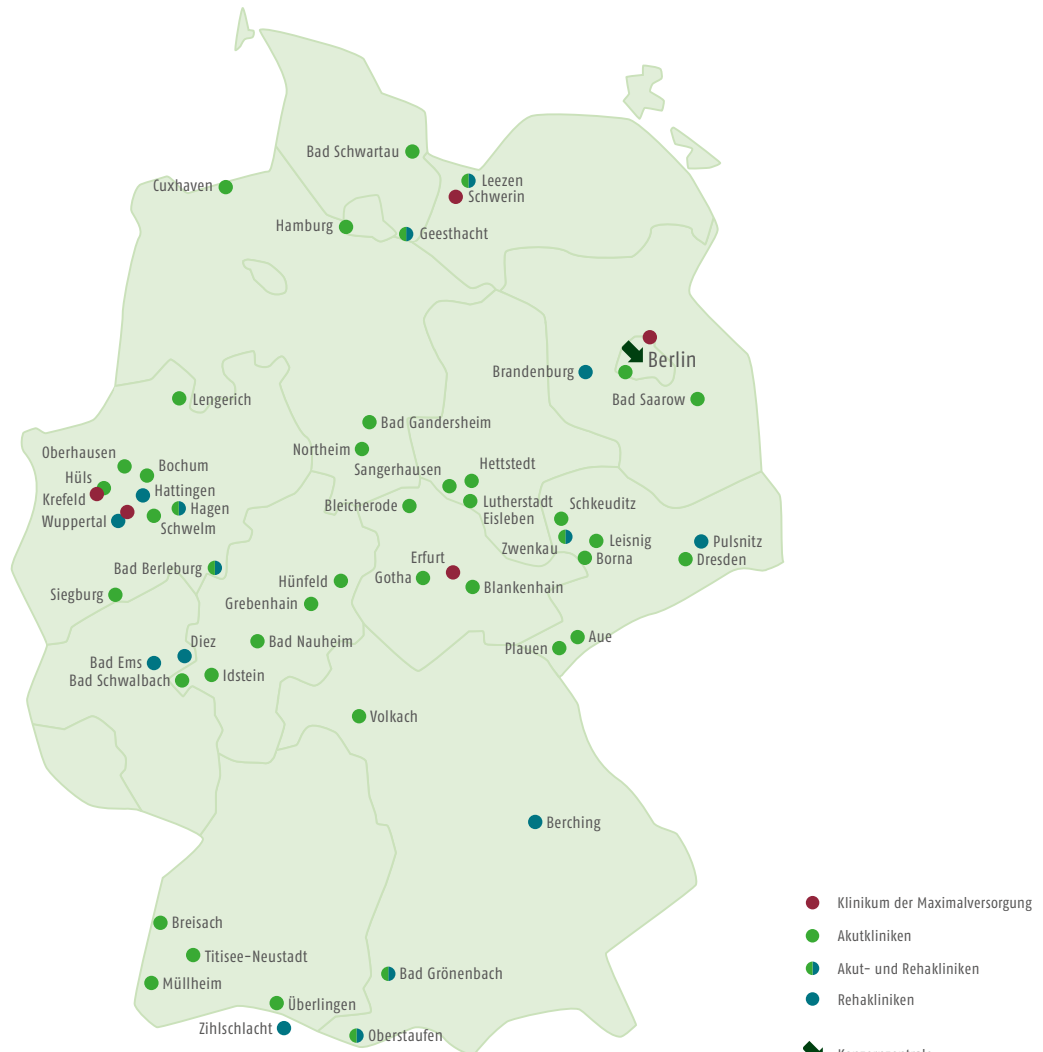 Bad Schwartau
Cuxhaven
Leezen
Schwerin
Hamburg
Geesthacht
Berlin
Brandenburg
Bad Saarow
Lengerich
Bad Gandersheim
Northeim
Oberhausen
Bochum
Sangerhausen
Hettstedt
Hüls
Hattingen
Krefeld
Hagen
Wuppertal
Schwelm
Bleicherode
Lutherstadt
Eisleben
Schkeuditz
Zwenkau
Leisnig
Borna
Pulsnitz
Dresden
Erfurt
Bad Berleburg
Hünfeld
Gotha
Blankenhain
Siegburg
Grebenhain
Aue
Plauen
Diez
Bad Nauheim
Bad Ems
Bad Schwalbach
Idstein
Volkach
Berching
Breisach
Titisee-Neustadt
Müllheim
Bad Grönenbach
Überlingen
Zihlschlacht
Oberstaufen
Klinikum der Maximalversorgung
Akutkliniken
Akut- und Rehakliniken
Rehakliniken